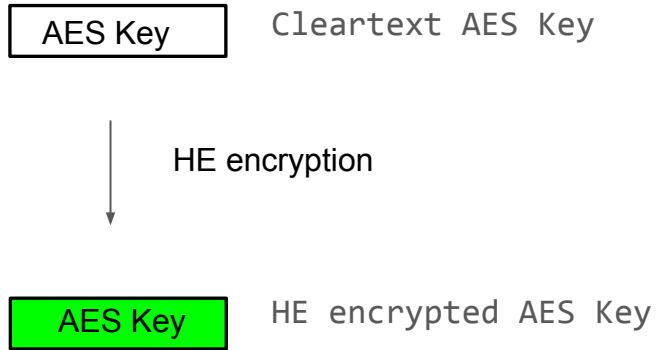 AES Key Cleartext AES Key
HE encryption
AES Key HE encrypted AES Key